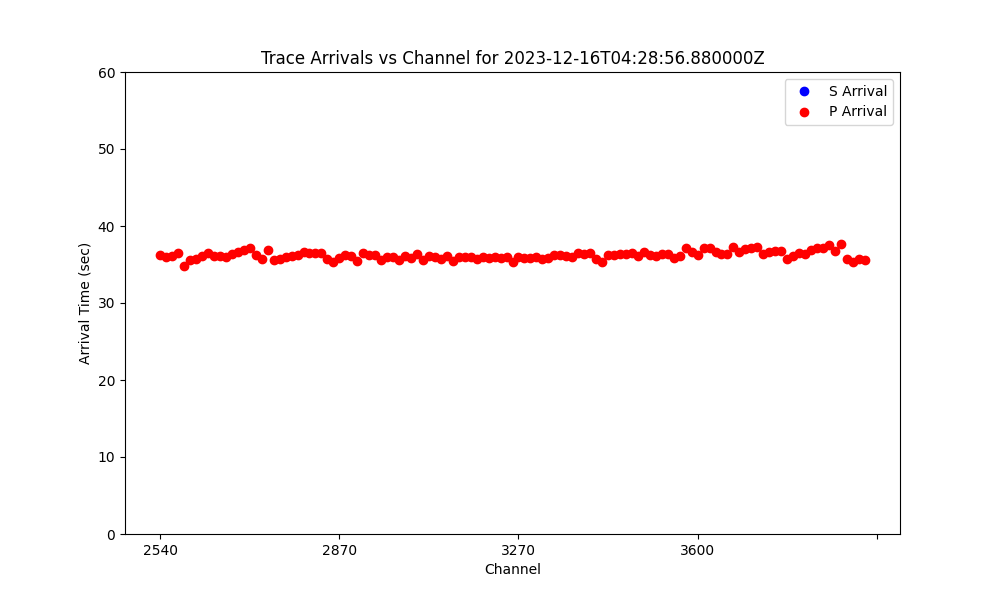 Trace Arrivals vs Channel for 2023-12-16T04:28:56.880000Z
S Arrival
P Arrival
60
50
40
30
20
10
0
Arrival Time (sec)
2540 2870 3270 3600
Channel